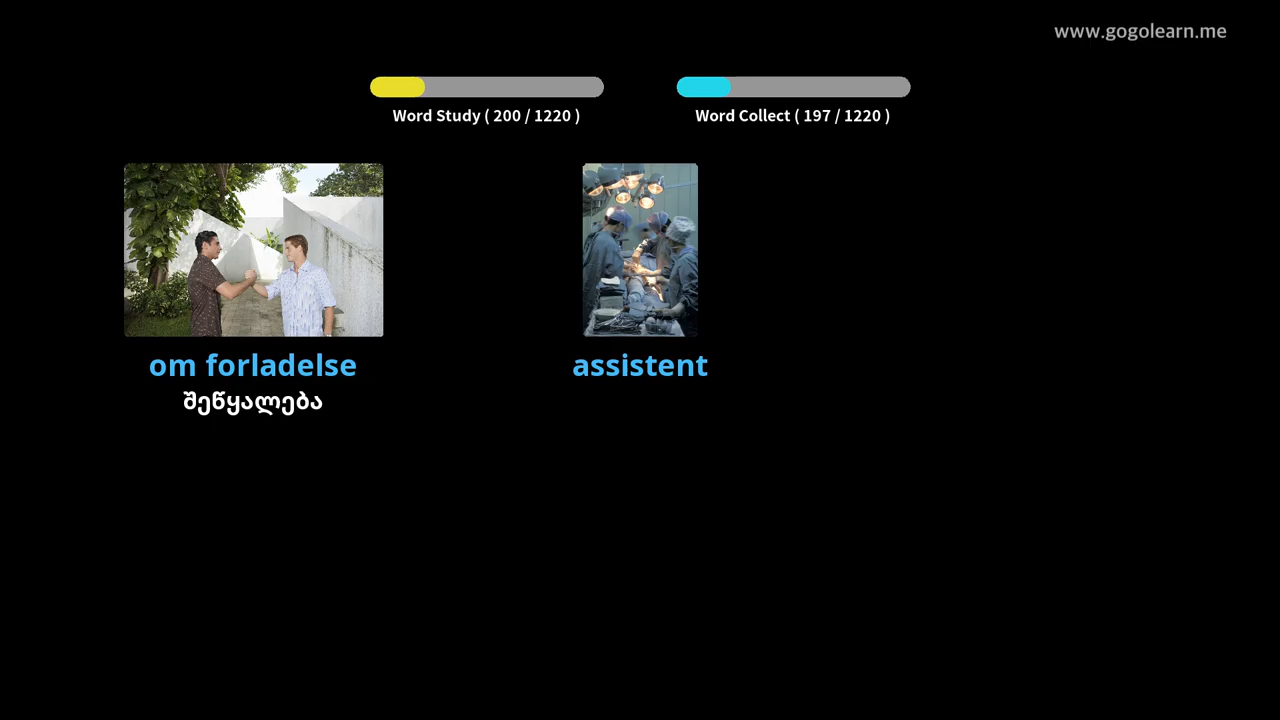 www.gogolearn.me
Word Study ( 200 / 1220 )
Word Collect ( 197 / 1220 )
om forladelse
შეწყალება
assistent